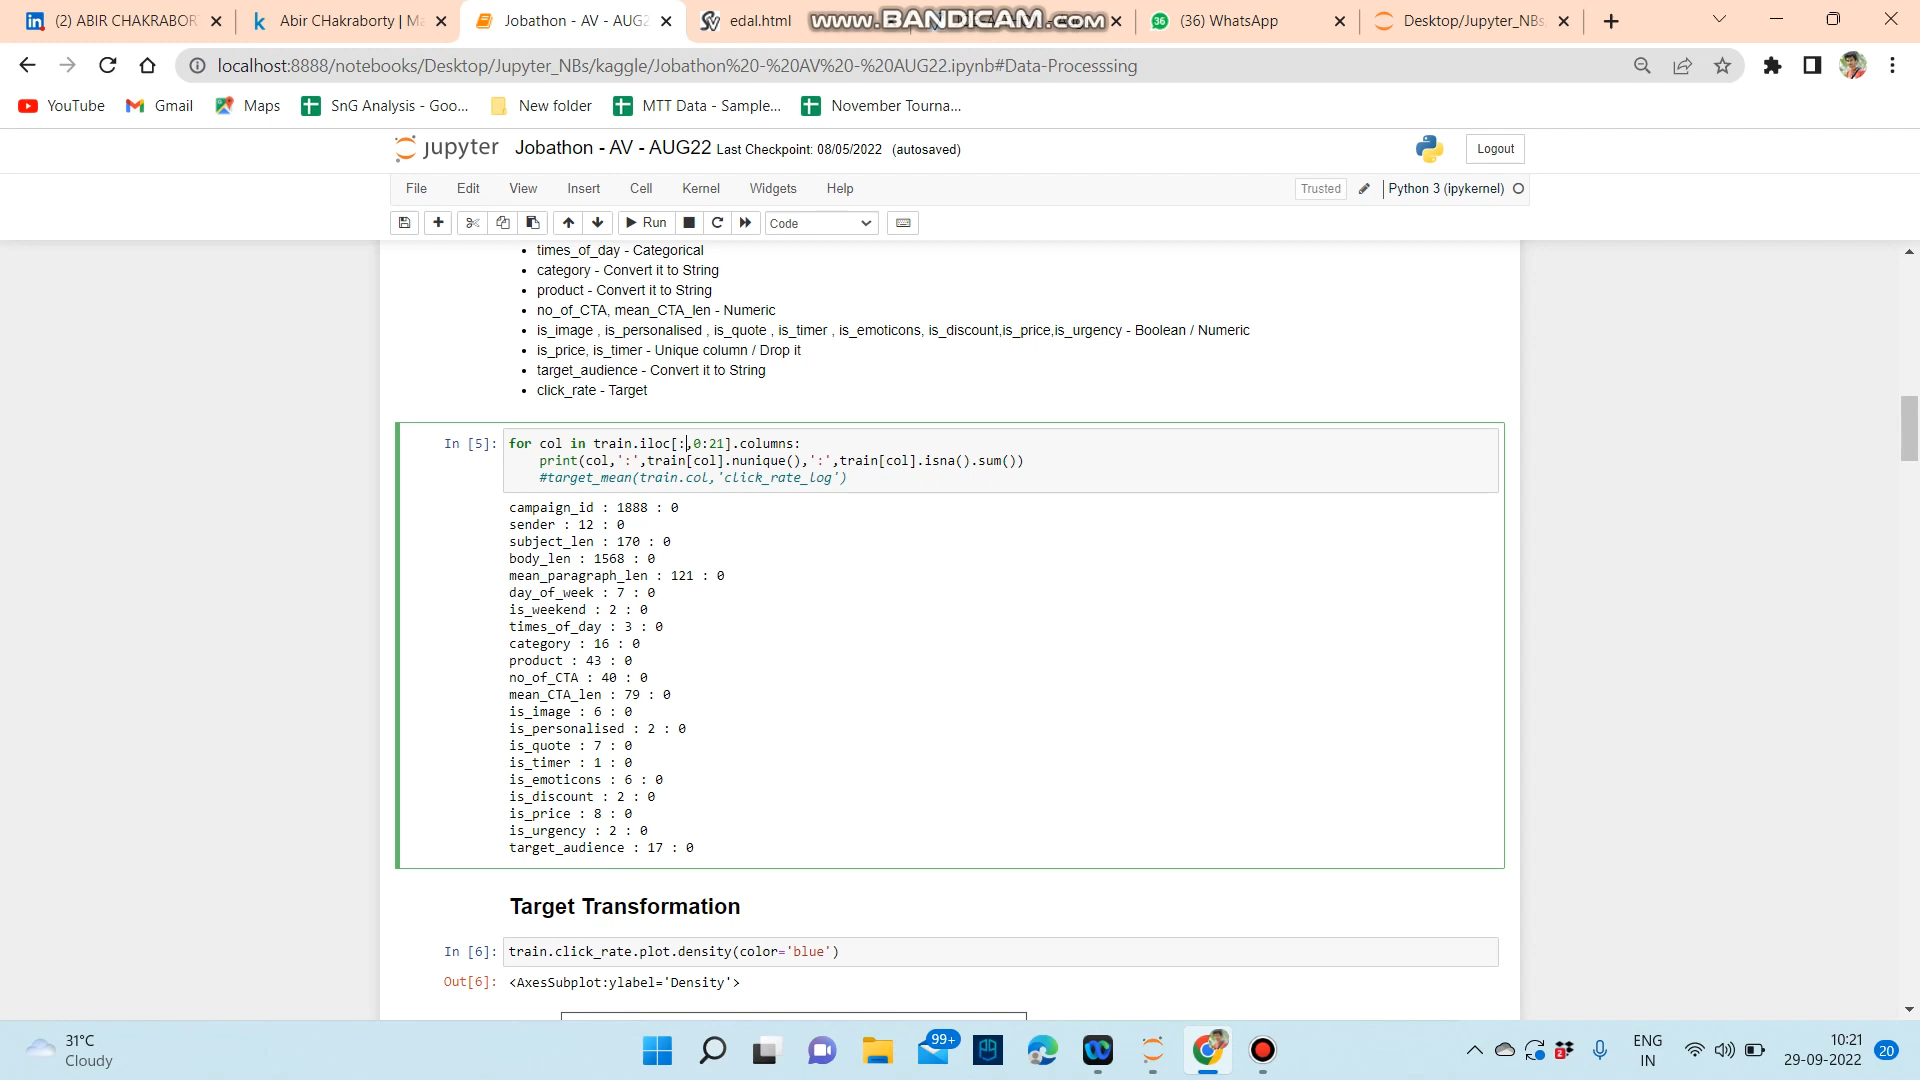 (2) ABIR CHAKRABOR
Abir CHakraborty | Ma
Jobathon - AV - AUG2
edal.html
www.BANDICAM.com
(36) WhatsApp
Desktop/Jupyter_NBs,
localhost:8888/notebooks/Desktop/Jupyter_NBs/kaggle/Jobathon%20-%20AV%20-%20AUG22.ipynb#Data-Processsing
YouTube Gmail Maps SnG Analysis - Goo... New folder MTT Data - Sample... November Tourna...
jupyter Jobathon - AV - AUG22 Last Checkpoint: 08/05/2022 (autosaved) Logout
File Edit View Insert Cell Kernel Widgets Help Trusted Python 3 (ipykernel)
Run Code
times_of_day - Categorical
category - Convert it to String
product - Convert it to String
no_of_CTA, mean_CTA_len - Numeric
is_image , is_personalised , is_quote , is_timer , is_emoticons, is_discount,is_price,is_urgency - Boolean / Numeric
is_price, is_timer - Unique column / Drop it
target_audience - Convert it to String
click_rate - Target
In [5]: for col in train.iloc[:,0:21].columns:
print(col,':',train[col].nunique(),':',train[col].isna().sum())
#target_mean(train.col,'click_rate_log')
campaign_id : 1888 : 0
sender : 12 : 0
subject_len : 170 : 0
body_len : 1568 : 0
mean_paragraph_len : 121 : 0
day_of_week : 7 : 0
is_weekend : 2 : 0
times_of_day : 3 : 0
category : 16 : 0
product : 43 : 0
no_of_CTA : 40 : 0
mean_CTA_len : 79 : 0
is_image : 6 : 0
is_personalised : 2 : 0
is_quote : 7 : 0
is_timer : 1 : 0
is_emoticons : 6 : 0
is_discount : 2 : 0
is_price : 8 : 0
is_urgency : 2 : 0
target_audience : 17 : 0
Target Transformation
In [6]: train.click_rate.plot.density(color='blue')
Out[6]: <AxesSubplot:ylabel='Density'>
31°C
Cloudy
99+
ENG
IN
10:21
29-09-2022
20